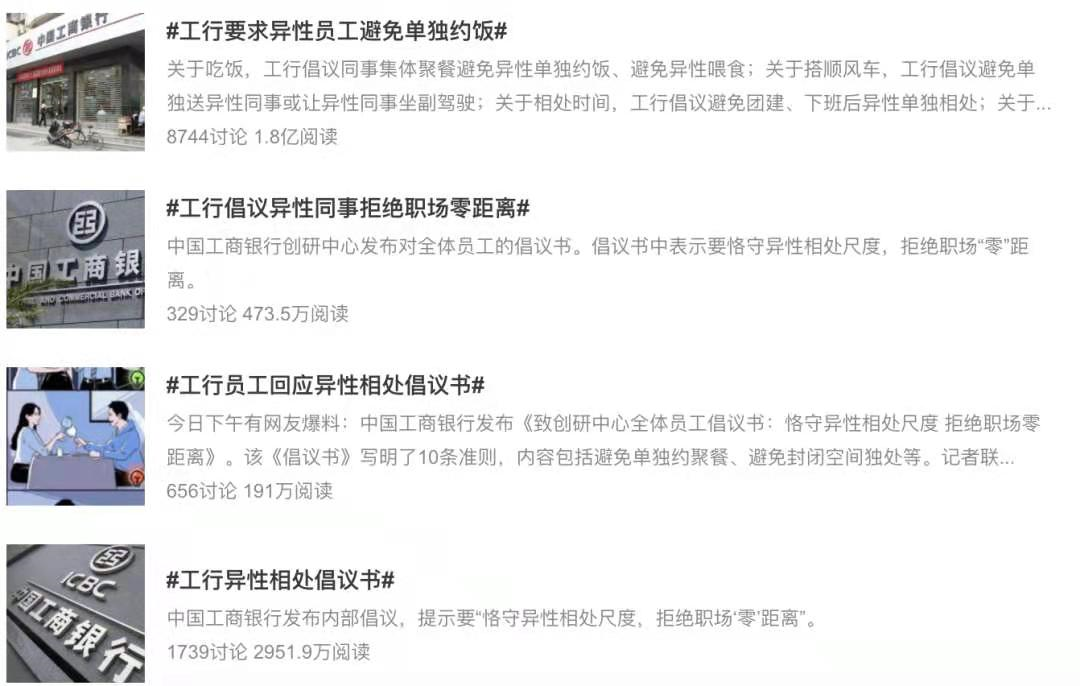 中国工商银行
#工行要求异性员工避免单独约饭#
关于吃饭，工行倡议同事集体聚餐避免异性单独约饭、避免异性喂食；关于搭顺风车，工行倡议避免单
独送异性同事或让异性同事坐副驾驶；关于相处时间，工行倡议避免团建、下班后异性单独相处；关于...
8744讨论 1.8亿阅读
中国工商银
AND COMMERCIAL BANK OF
#工行倡议异性同事拒绝职场零距离#
中国工商银行创研中心发布对全体员工的倡议书。倡议书中表示要恪守异性相处尺度，拒绝职场“零”距
离。
329讨论 473.5万阅读
#工行员工回应异性相处倡议书#
今日下午有网友爆料：中国工商银行发布《致创研中心全体员工倡议书：恪守异性相处尺度 拒绝职场零
距离》。该《倡议书》写明了10条准则，内容包括避免单独约聚餐、避免封闭空间独处等。记者联...
656讨论 191万阅读
ICBC
中国工商银行
#工行异性相处倡议书#
中国工商银行发布内部倡议，提示要“恪守异性相处尺度，拒绝职场‘零’距离”。
1739讨论 2951.9万阅读